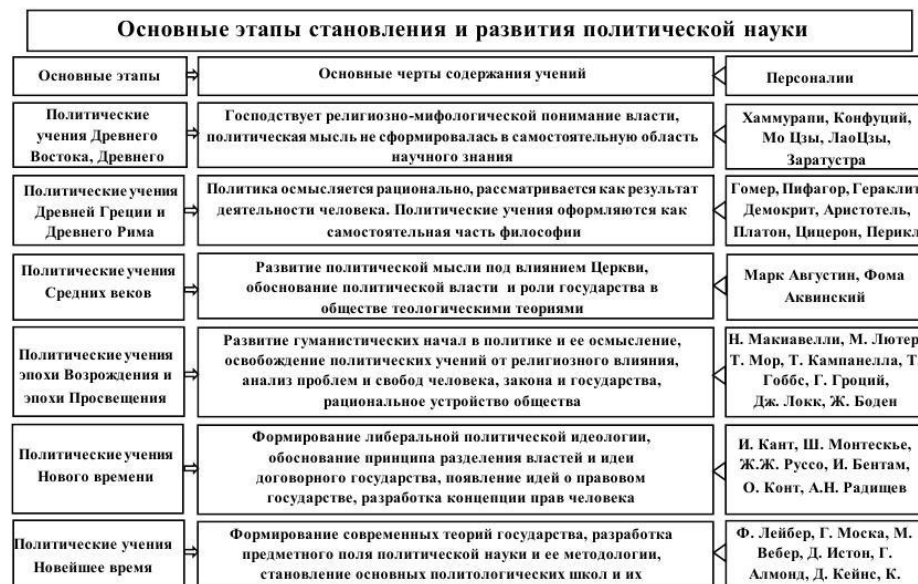 Основные этапы становления и развития политической науки
Основные этапы
Основные черты содержания учений
Персоналии
Политические
учения Древнего
Востока, Древнего
Господствует религиозно-мифологической понимание власти,
политическая мысль не сформировалась в самостоятельную область
научного знания
Хаммурапи, Конфуций,
Мо Цзы, ЛаоЦзы,
Заратустра
Политические учения
Древней Греции и
Древнего Рима
Политика осмысляется рационально, рассматривается как результат
деятельности человека. Политические учения оформляются как
самостоятельная часть философии
Гомер, Пифагор, Гераклит
Демокрит, Аристотель,
Платон, Цицерон, Перикл
Политические учения
Средних веков
Развитие политической мысли под влиянием Церкви,
обоснование политической власти и роли государства в
обществе теологическими теориями
Марк Августин, Фома
Аквинский
Политические учения
эпохи Возрождения и
эпохи Просвещения
Развитие гуманистических начал в политике и ее осмысление,
освобождение политических учений от религиозного влияния,
анализ проблем и свобод человека, закона и государства,
рациональное устройство общества
Н. Макиавелли, М. Лютер
Т. Мор, Т. Кампанелла, Т.
Гоббс, Г. Гроций,
Дж. Локк, Ж. Боден
Политические учения
Нового времени
Формирование либеральной политической идеологии,
обоснование принципа разделения властей и идеи
договорного государства, появление идей о правовом
государстве, разработка концепции прав человека
И. Кант, Ш. Монтескье,
Ж.Ж. Руссо, И. Бентам,
О. Конт, А.Н. Радищев
Политические учения
Новейшее время
Формирование современных теорий государства, разработка
предметного поля политической науки и ее методологии,
становление основных политологических школ и их
Ф. Лейбер, Г. Моска, М.
Вебер, Д. Истон, Г.
Алмонд, Д. Кейнс, К.